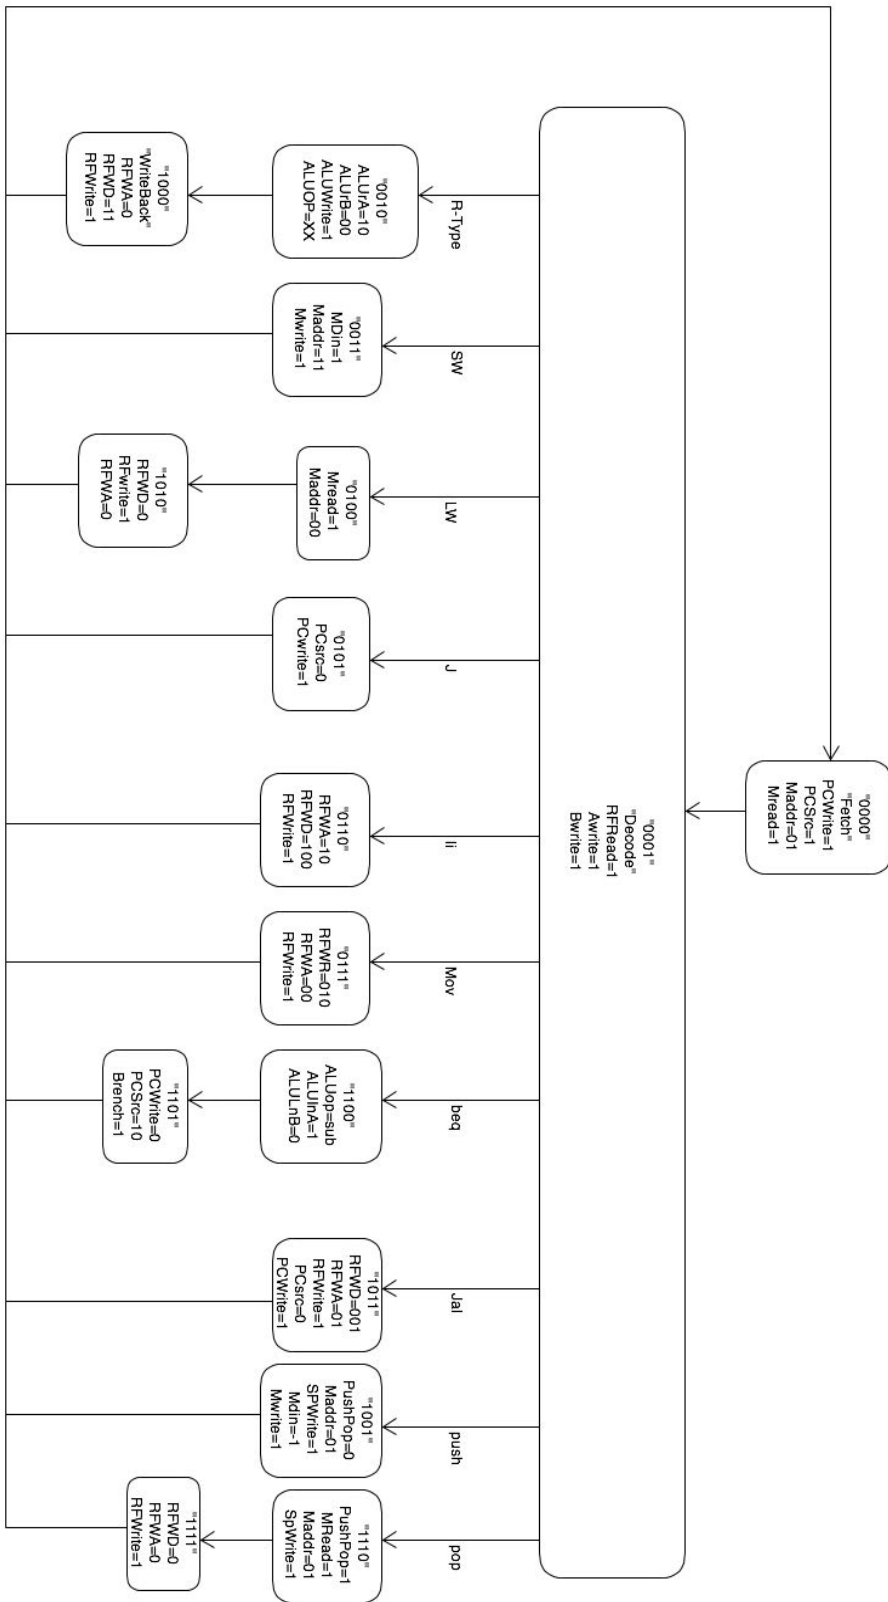 "0000"
"Fetch"
PCWrite=1
PCSrc=1
Maddr=01
Mread=1
"0001"
"Decode"
RFRead=1
Awrite=1
Bwrite=1
R-Type
SW
LW
J
li
Mov
beq
Jal
push
pop
"0010"
ALUrA=10
ALUrB=00
ALUWrite=1
ALUOP=XX
"0011"
MDin=1
Maddr=11
Mwrite=1
"0100"
Mread=1
Maddr=00
"0101"
PCsrc=0
PCwrite=1
"0110"
RFWA=10
RFWD=100
RFWrite=1
"0111"
RFWR=010
RFWA=00
RFWrite=1
"1100"
ALUop=sub
ALUInA=1
ALULnB=0
"1011"
RFWD=001
RFWA=01
RFWrite=1
PCsrc=0
PCWrite=1
"1001"
PushPop=0
Maddr=01
SPWrite=1
Mdin=-1
Mwrite=1
"1110"
PushPop=1
MRead=1
Maddr=01
SpWrite=1
"1000"
"WriteBack"
RFWA=0
RFWD=11
RFWrite=1
"1010"
RFWD=0
RFwrite=1
RFWA=0
"1101"
PCWrite=0
PCSrc=10
Brench=1
"1111"
RFWD=0
RFWA=0
RFWrite=1